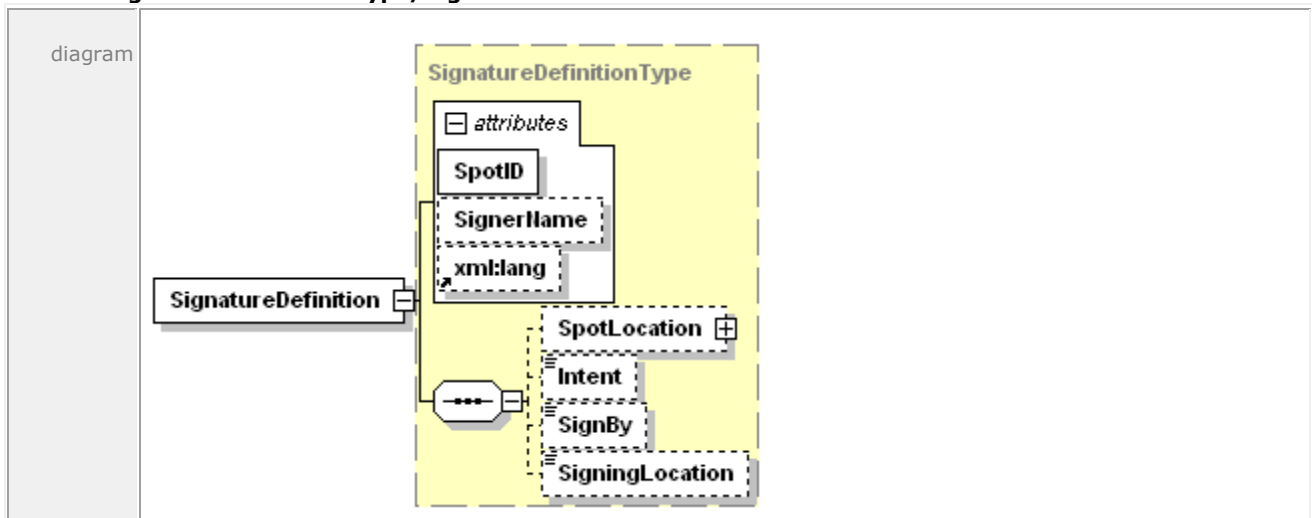 diagram
SignatureDefinitionType
attributes
SpotID
SignerName
xml:lang
SignatureDefinition
SpotLocation
Intent
SignBy
SigningLocation